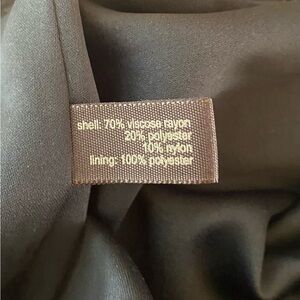 shell: 70% viscose rayon
20% polyester
10% nylon
lining: 100% polyester